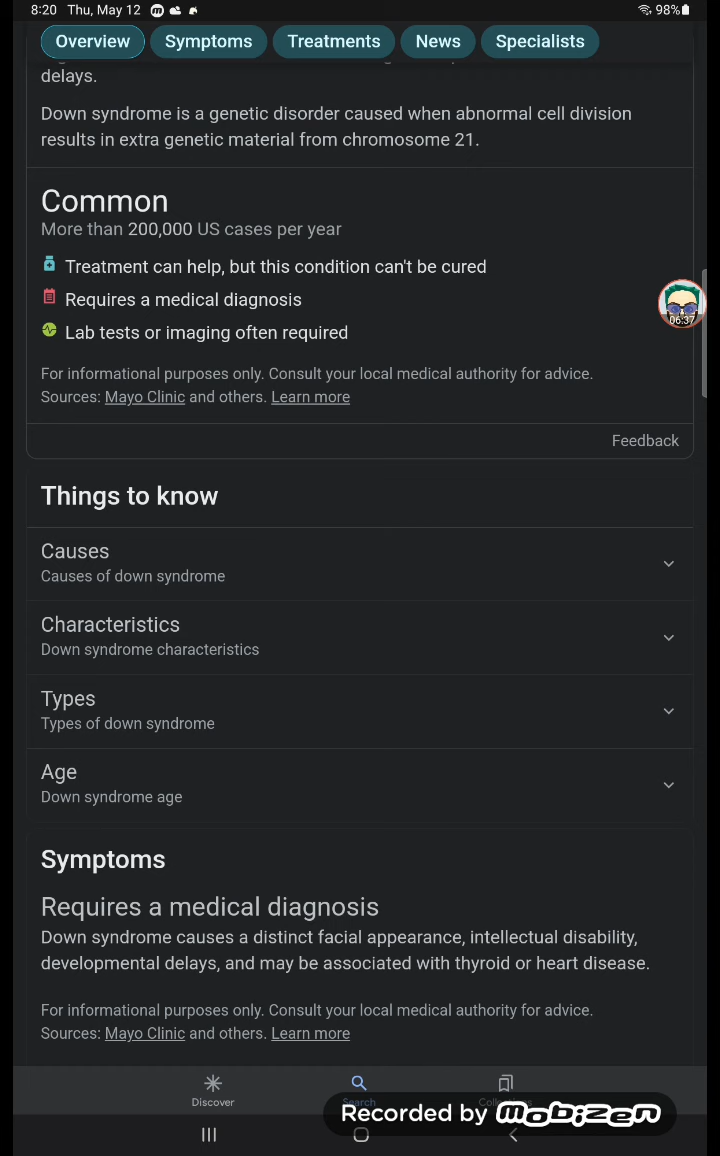 8:20 Thu, May 12
98%
Overview Symptoms Treatments News Specialists
delays.
Down syndrome is a genetic disorder caused when abnormal cell division
results in extra genetic material from chromosome 21.
Common
More than 200,000 US cases per year
Treatment can help, but this condition can't be cured
Requires a medical diagnosis
06:37
Lab tests or imaging often required
For informational purposes only. Consult your local medical authority for advice.
Sources: Mayo Clinic and others. Learn more
Feedback
Things to know
Causes
Causes of down syndrome
Characteristics
Down syndrome characteristics
Types
Types of down syndrome
Age
Down syndrome age
Symptoms
Requires a medical diagnosis
Down syndrome causes a distinct facial appearance, intellectual disability,
developmental delays, and may be associated with thyroid or heart disease.
For informational purposes only. Consult your local medical authority for advice.
Sources: Mayo Clinic and others. Learn more
Discover Search
Recorded by mobizen